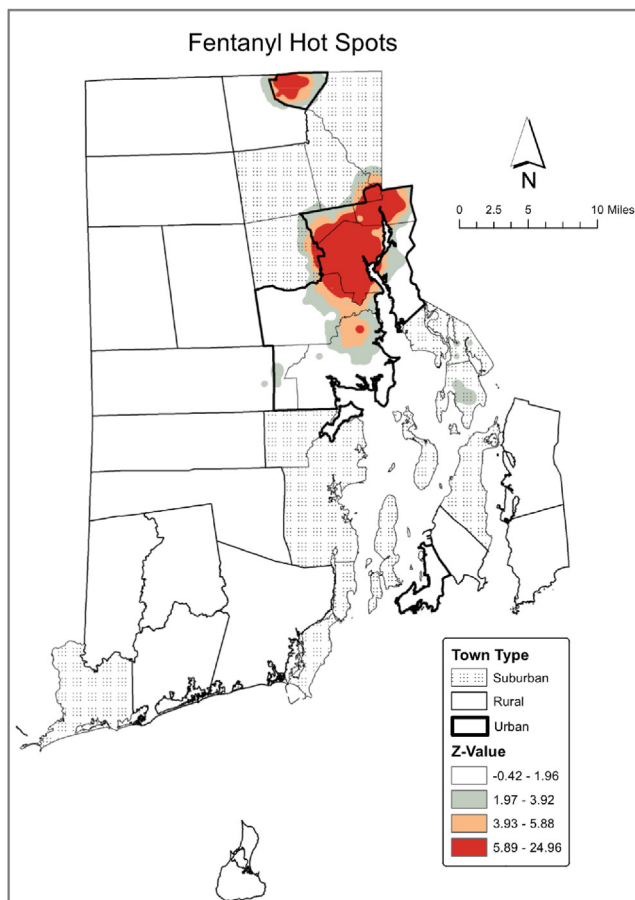 Fentanyl Hot Spots
N
0 2.5 5 10 Miles
Town Type
Suburban
Rural
Urban
Z-Value
-0.42 - 1.96
1.97 - 3.92
3.93 - 5.88
5.89 - 24.96